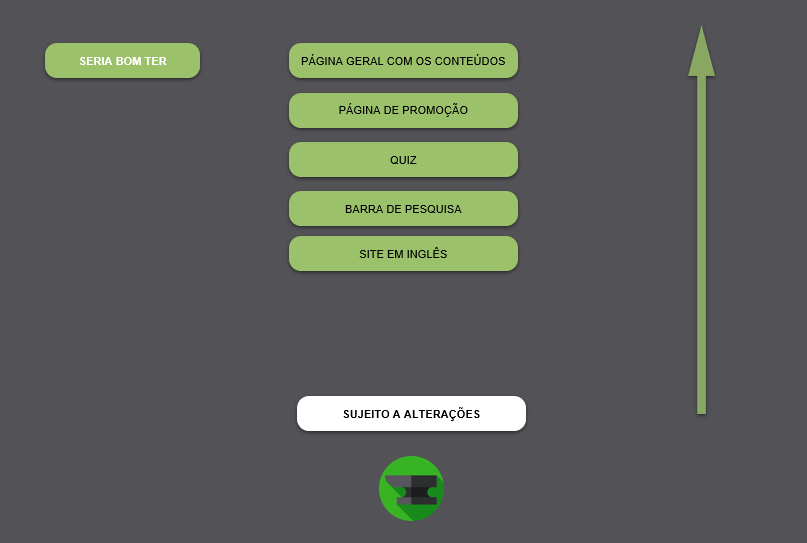 SERIA BOM TER
PÁGINA GERAL COM OS CONTEÚDOS
PÁGINA DE PROMOÇÃO
QUIZ
BARRA DE PESQUISA
SITE EM INGLÊS
SUJEITO A ALTERAÇÕES